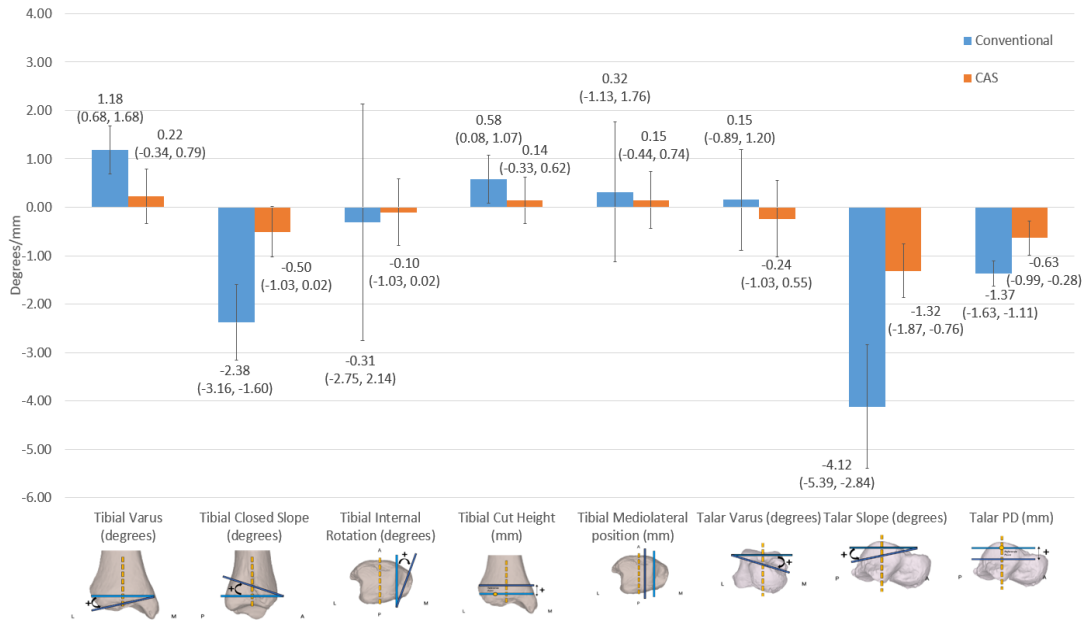 4.00
3.00
2.00
1.00
0.00
-1.00
-2.00
-3.00
-4.00
-5.00
-6.00
Degrees/mm
Conventional
CAS
1.18
(0.68, 1.68)
0.22
(-0.34, 0.79)
-2.38
(-3.16, -1.60)
-0.50
(-1.03, 0.02)
-0.31
(-2.75, 2.14)
-0.10
(-1.03, 0.02)
0.58
(0.08, 1.07)
0.14
(-0.33, 0.62)
0.32
(-1.13, 1.76)
0.15
(-0.44, 0.74)
0.15
(-0.89, 1.20)
-0.24
(-1.03, 0.55)
-4.12
(-5.39, -2.84)
-1.32
(-1.87, -0.76)
-1.37
(-1.63, -1.11)
-0.63
(-0.99, -0.28)
Tibial Varus
(degrees)
Tibial Closed Slope
(degrees)
Tibial Internal
Rotation (degrees)
Tibial Cut Height
(mm)
Tibial Mediolateral
position (mm)
Talar Varus (degrees)
Talar Slope (degrees)
Talar PD (mm)
+
L
M
+
P
A
A
+
L
M
P
+
L
M
A
L
M
P
+
L
M
+
P
A
+
P
A